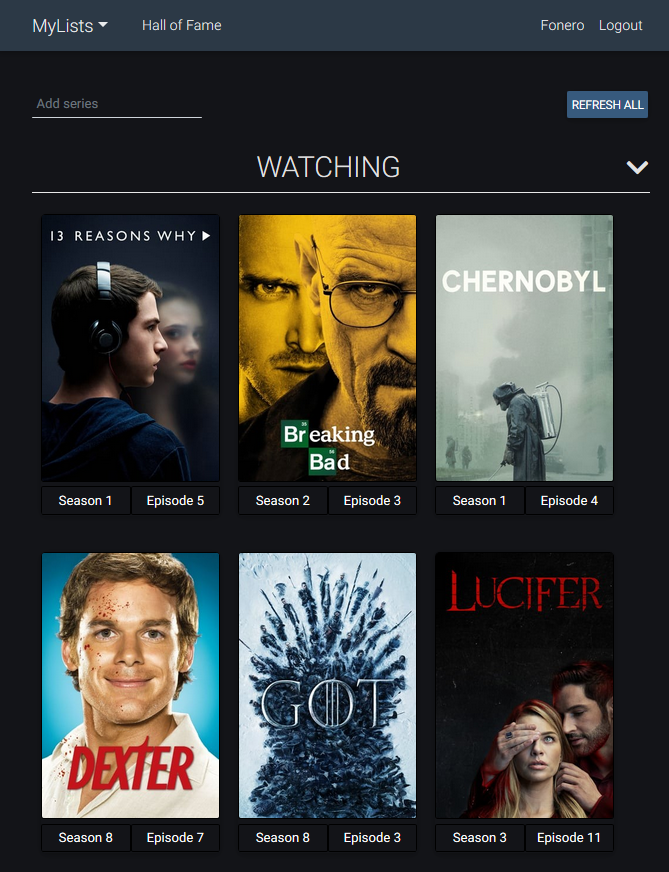 MyLists Hall of Fame Fonero Logout
Add series REFRESH ALL
WATCHING
13 REASONS WHY
CHERNOBYL
Breaking
Bad
Season 1 Episode 5 Season 2 Episode 3 Season 1 Episode 4
LUCIFER
GOT
DEXTER
Season 8 Episode 7 Season 8 Episode 3 Season 3 Episode 11